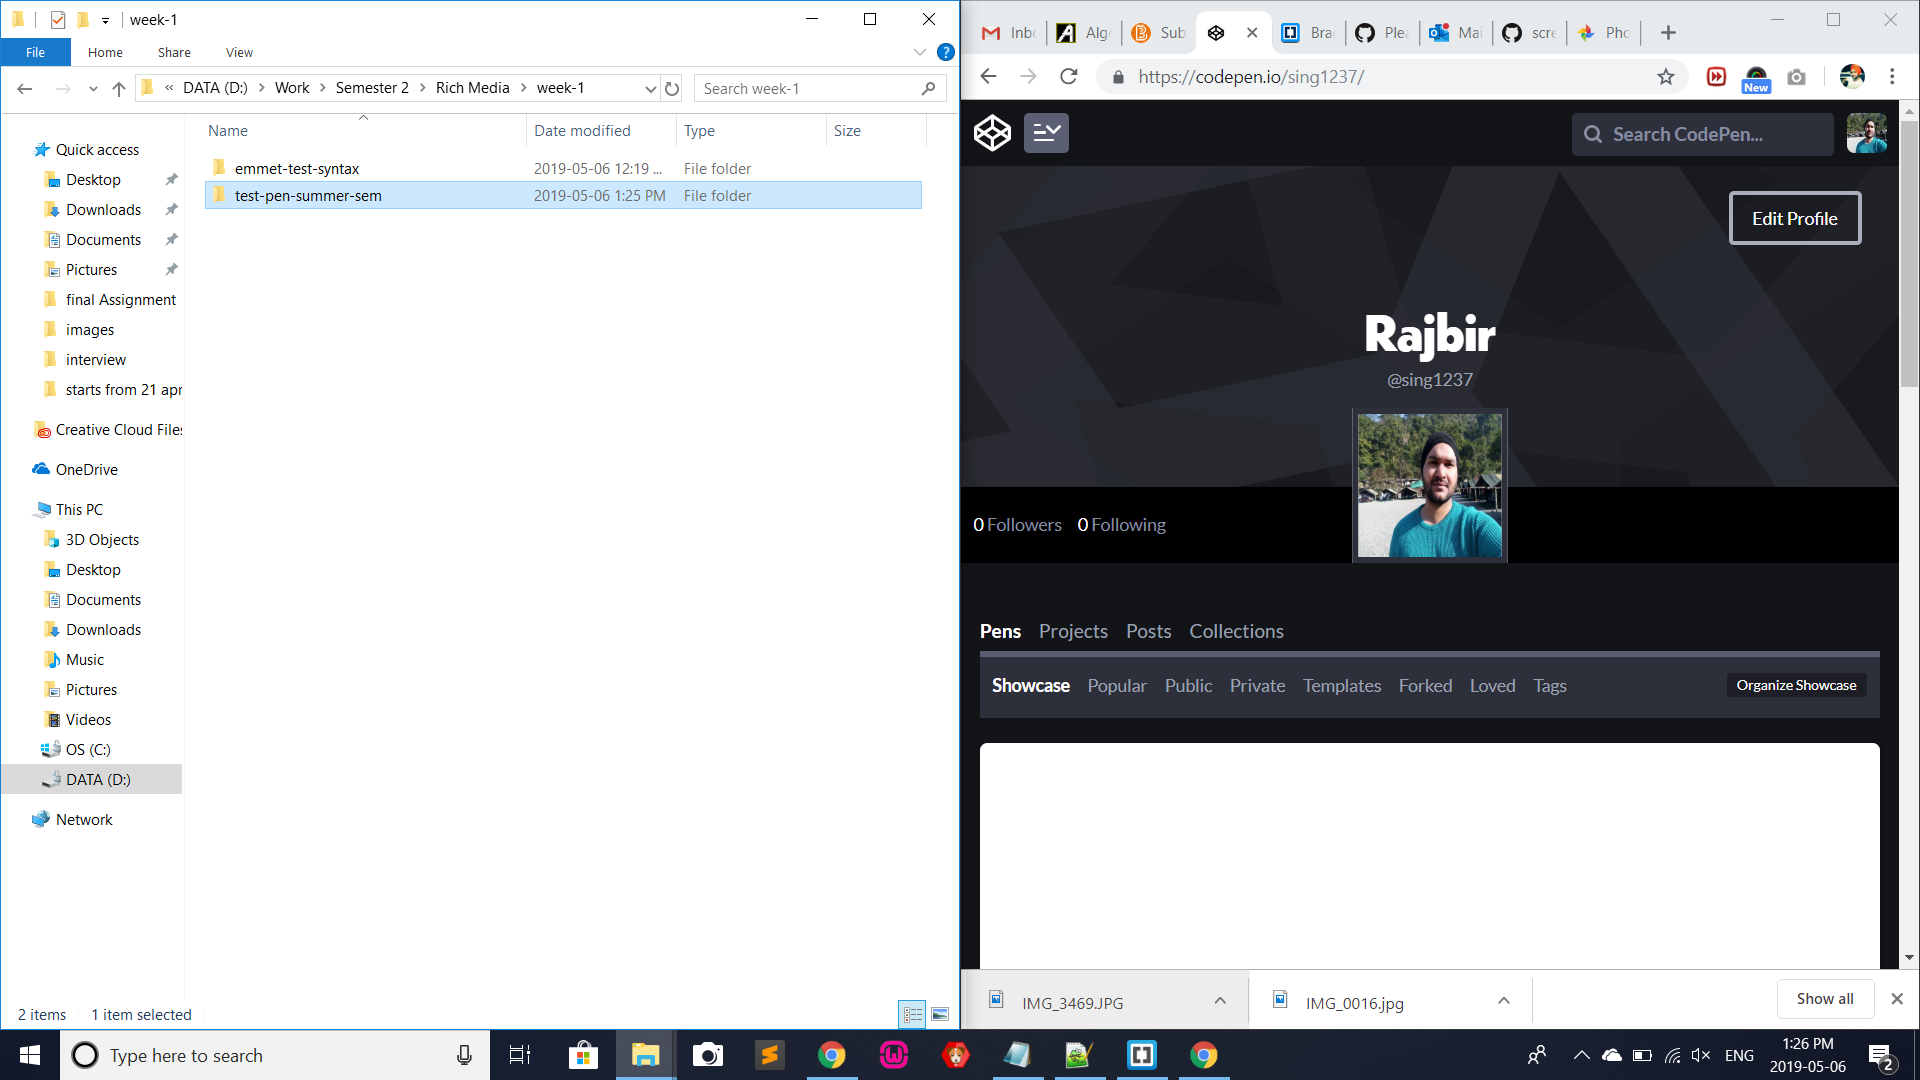 week-1
File
Home
Share
View
« DATA (D:) > Work > Semester 2 > Rich Media > week-1
Search week-1
Name
Date modified
Type
Size
emmet-test-syntax
2019-05-06 12:19 ...
File folder
test-pen-summer-sem
2019-05-06 1:25 PM
File folder
Quick access
Desktop
Downloads
Documents
Pictures
final Assignment
images
interview
starts from 21 apr
Creative Cloud Files
OneDrive
This PC
3D Objects
Desktop
Documents
Downloads
Music
Pictures
Videos
OS (C:)
DATA (D:)
Network
2 items
1 item selected
Inbo
Algo
Sub
Brac
Plea
Mai
scre
Pho
https://codepen.io/sing1237/
New
Search CodePen...
Edit Profile
Rajbir
@sing1237
0 Followers
0 Following
Pens
Projects
Posts
Collections
Showcase
Popular
Public
Private
Templates
Forked
Loved
Tags
Organize Showcase
IMG_3469.JPG
IMG_0016.jpg
Show all
Type here to search
ENG
1:26 PM
2019-05-06
2